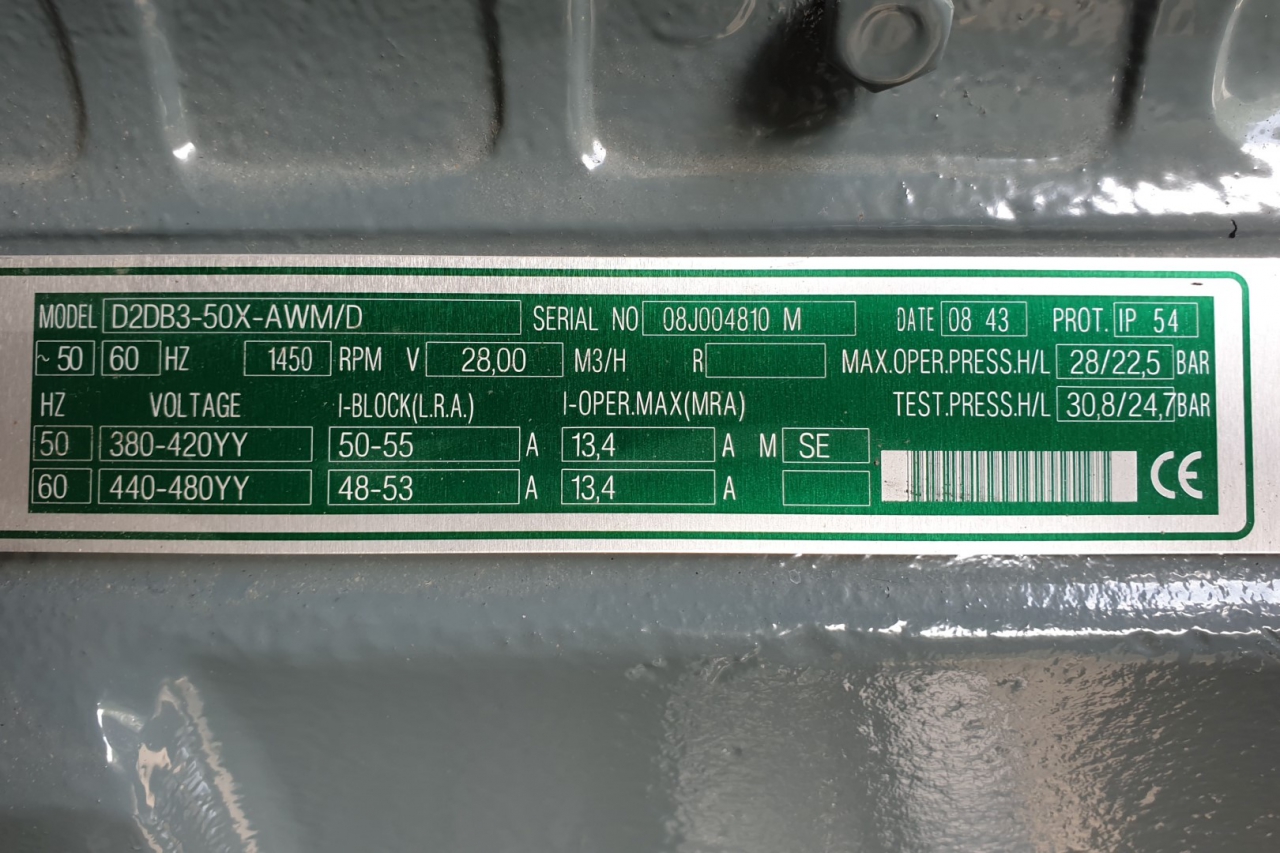 MODEL D2DB3-50X-AWM/D SERIAL NO 08J004810 M DATE 08 43 PROT. IP 54
~ 50 60 HZ 1450 RPM V 28,00 M3/H R MAX.OPER.PRESS.H/L 28/22,5 BAR
HZ VOLTAGE I-BLOCK(L.R.A.) I-OPER.MAX(MRA) TEST.PRESS.H/L 30,8/24,7 BAR
50 380-420YY 50-55 A 13,4 A M SE
60 440-480YY 48-53 A 13,4 A CE